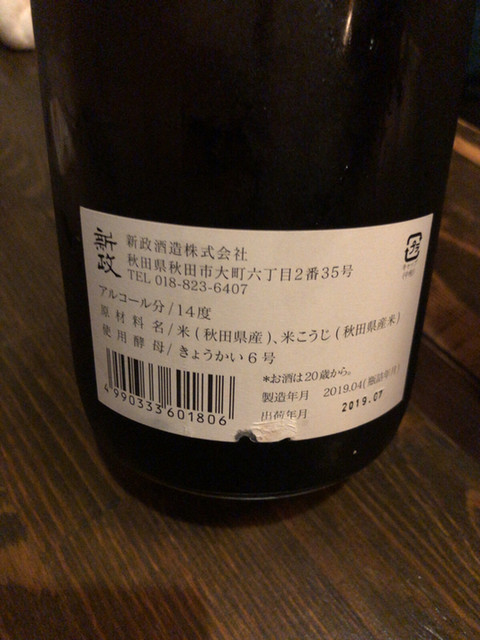 新政
新政酒造株式会社
秋田県秋田市大町六丁目2番35号
TEL 018-823-6407
アルコール分/14度
原材料名/米(秋田県産)、米こうじ(秋田県産米)
使用酵母/きょうかい6号
4990333601806
*お酒は20歳から。
製造年月 2019.04(瓶詰年月)
出荷年月 2019.07